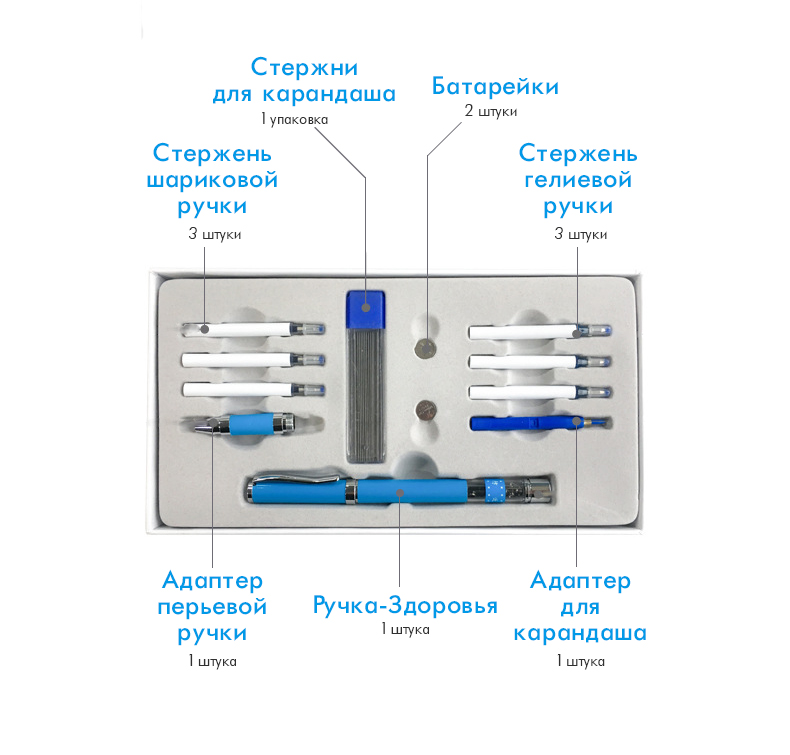 Стержни
для карандаша
1 упаковка
Батарейки
2 штуки
Стержень
шариковой
ручки
3 штуки
Стержень
гелиевой
ручки
3 штуки
Адаптер
перьевой
ручки
1 штука
Ручка-Здоровья
1 штука
Адаптер
для
карандаша
1 штука